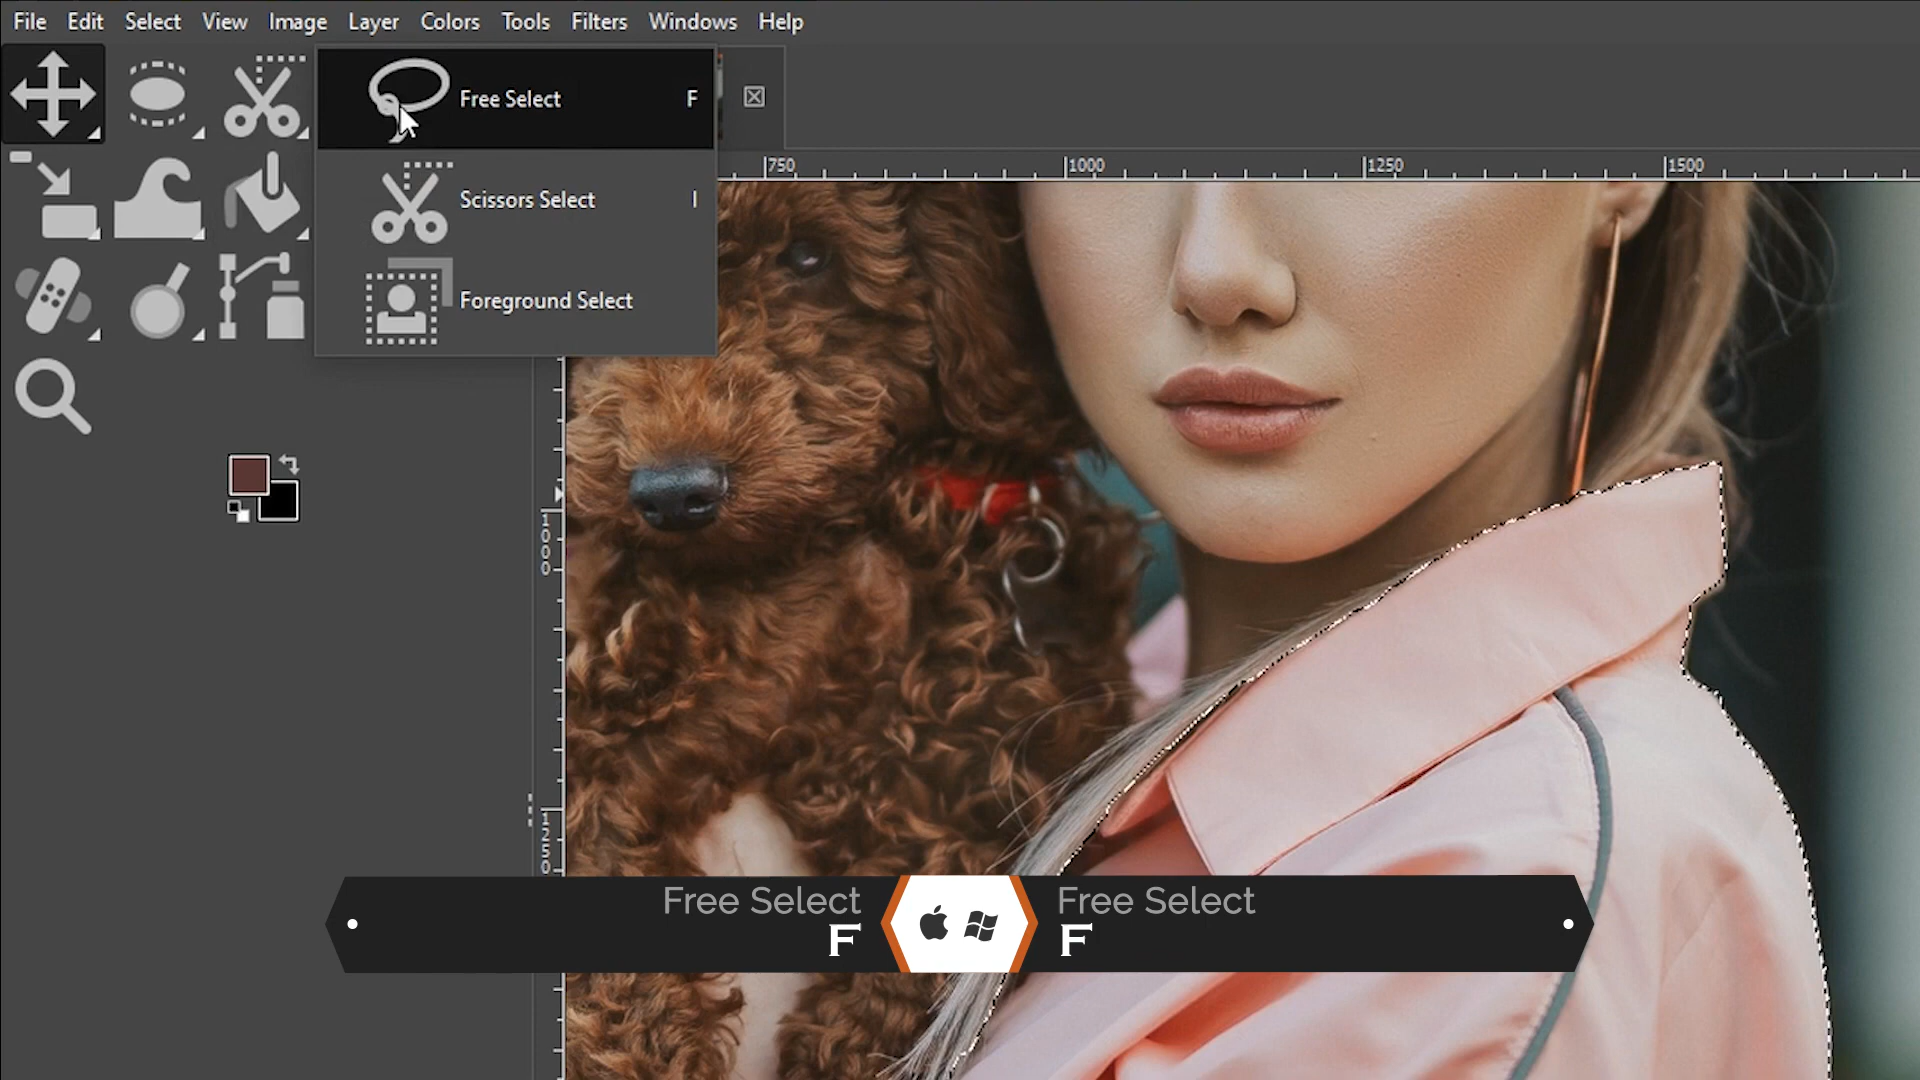 File Edit Select View Image Layer Colors Tools Filters Windows Help
Free Select F
Scissors Select I
Foreground Select
750 1000 1250 1500
1000
1250
Free Select
F
Free Select
F